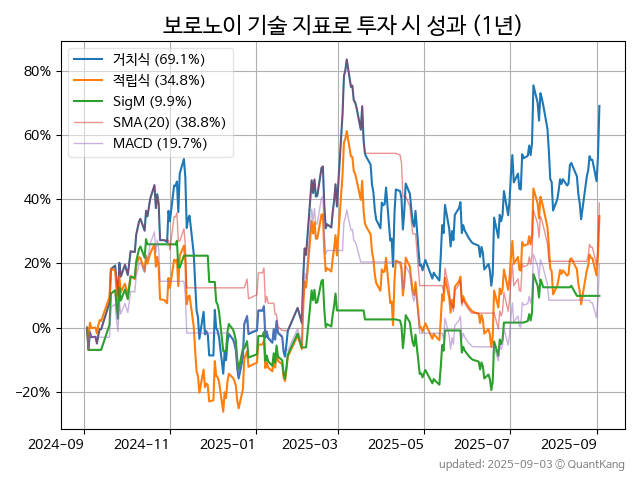 보로노이 기술 지표로 투자 시 성과 (1년)
거치식 (69.1%)
적립식 (34.8%)
SigM (9.9%)
SMA(20) (38.8%)
MACD (19.7%)
80%
60%
40%
20%
0%
−20%
2024−09 2024−11 2025−01 2025−03 2025−05 2025−07 2025−09
updated: 2025-09-03 © QuantKang